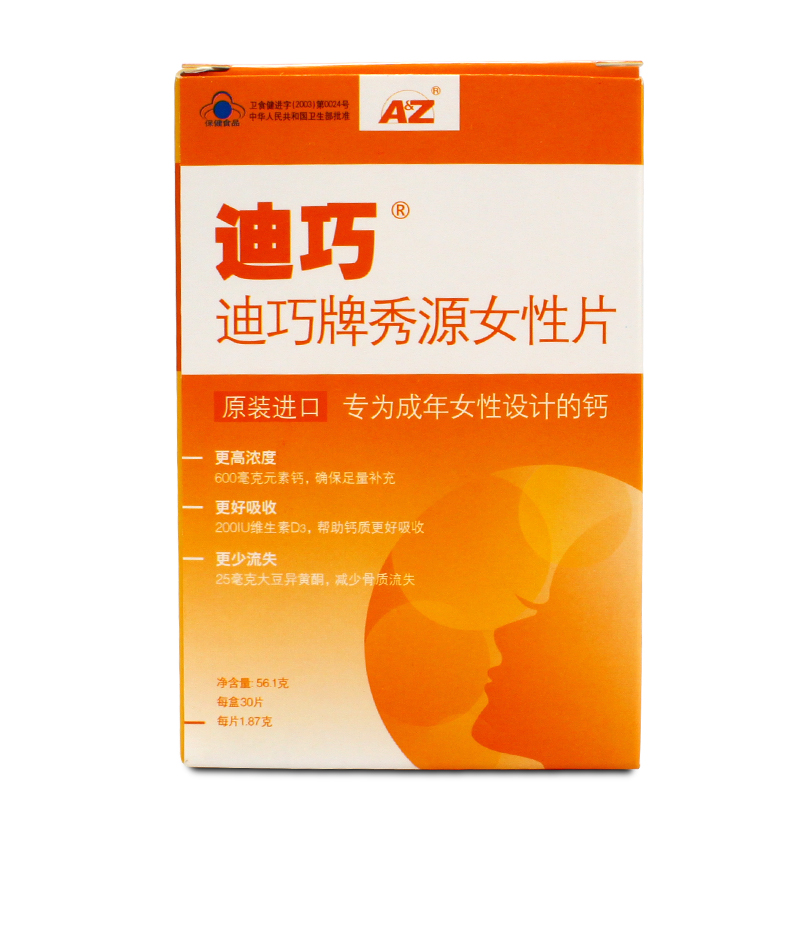 卫食健进字(2003)第0024号
中华人民共和国卫生部批准
保健食品
A&Z®
迪巧®
迪巧牌秀源女性片
原装进口 专为成年女性设计的钙
更高浓度
600毫克元素钙，确保足量补充
更好吸收
200IU维生素D3，帮助钙质更好吸收
更少流失
25毫克大豆异黄酮，减少骨质流失
净含量: 56.1克
每盒30片
每片1.87克